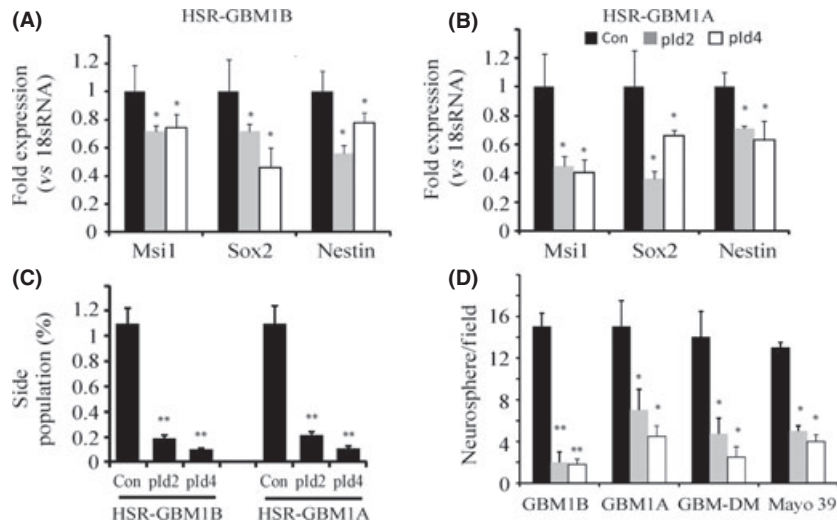 (A)
HSR-GBM1B
Fold expression
(vs 18sRNA)
1.2
1
0.8
0.6
0.4
0.2
0
* *
* *
* *
Msi1 Sox2 Nestin
(B)
HSR-GBM1A
Con pld2 pld4
Fold expression
(vs 18sRNA)
1.2
1
0.8
0.6
0.4
0.2
0
* *
* *
* *
Msi1 Sox2 Nestin
(C)
Side
population (%)
1.2
1
0.8
0.6
0.4
0.2
0
** **
** **
Con pld2 pld4 Con pld2 pld4
HSR-GBM1B HSR-GBM1A
(D)
Neurosphere/field
16
12
8
4
0
** **
* *
* *
* *
GBM1B GBM1A GBM-DM Mayo 39